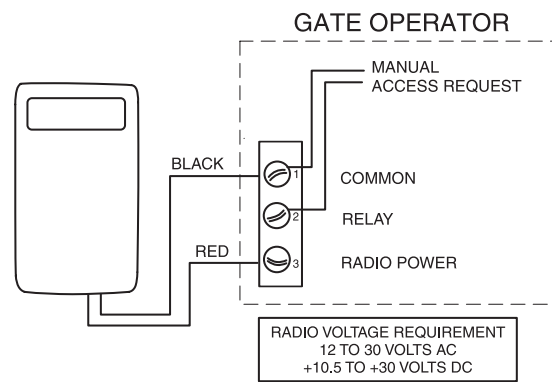 GATE OPERATOR
MANUAL
ACCESS REQUEST
BLACK
1
COMMON
2
RELAY
RED
3
RADIO POWER
RADIO VOLTAGE REQUIREMENT
12 TO 30 VOLTS AC
+10.5 TO +30 VOLTS DC